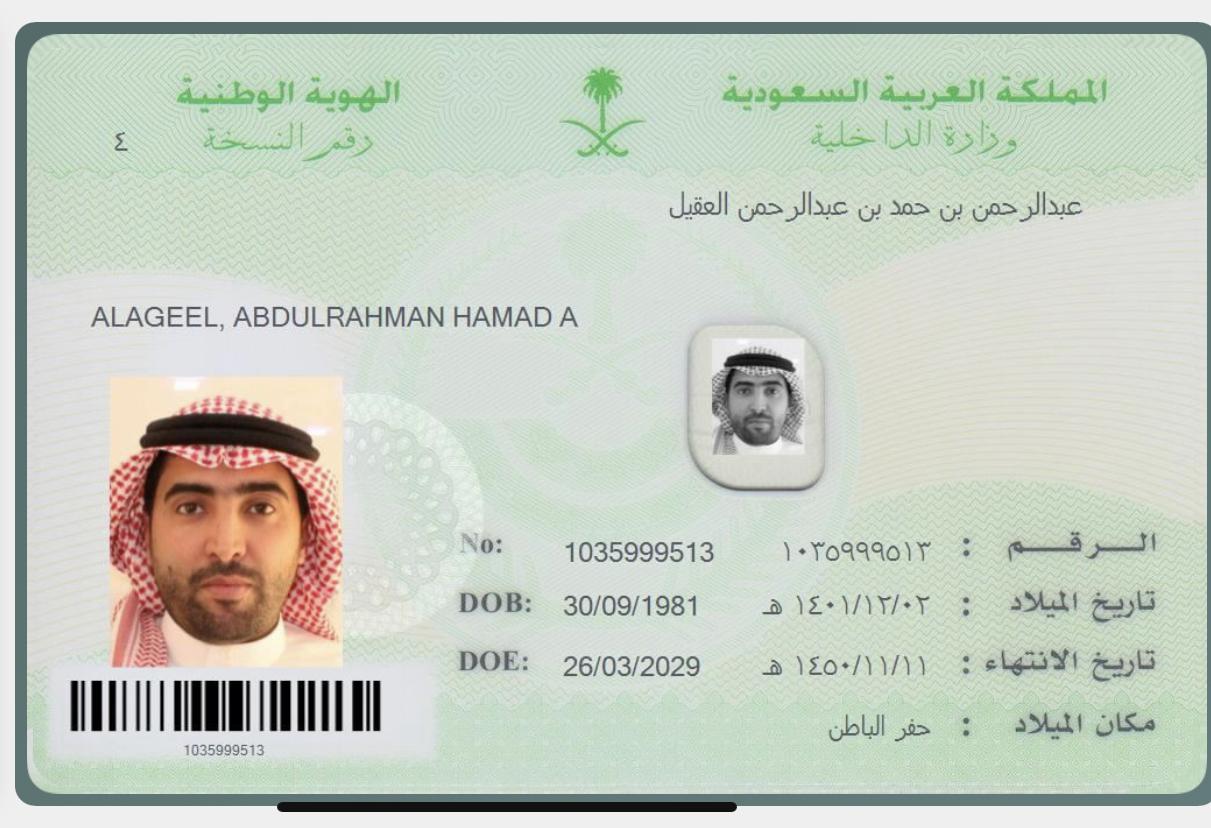 المملكة العربية السعودية
وزارة الداخلية
الهوية الوطنية
رقم النسخة ٤
عبدالرحمن بن حمد بن عبدالرحمن العقيل
ALAGEEL, ABDULRAHMAN HAMAD A
الرقم : ١٠٣٥٩٩٩٥١٣ 1035999513 No:
تاريخ الميلاد : ١٤٠١/١٢/٠٢ هـ 30/09/1981 DOB:
تاريخ الانتهاء : ١٤٥٠/١١/١١ هـ 26/03/2029 DOE:
مكان الميلاد : حفر الباطن
1035999513